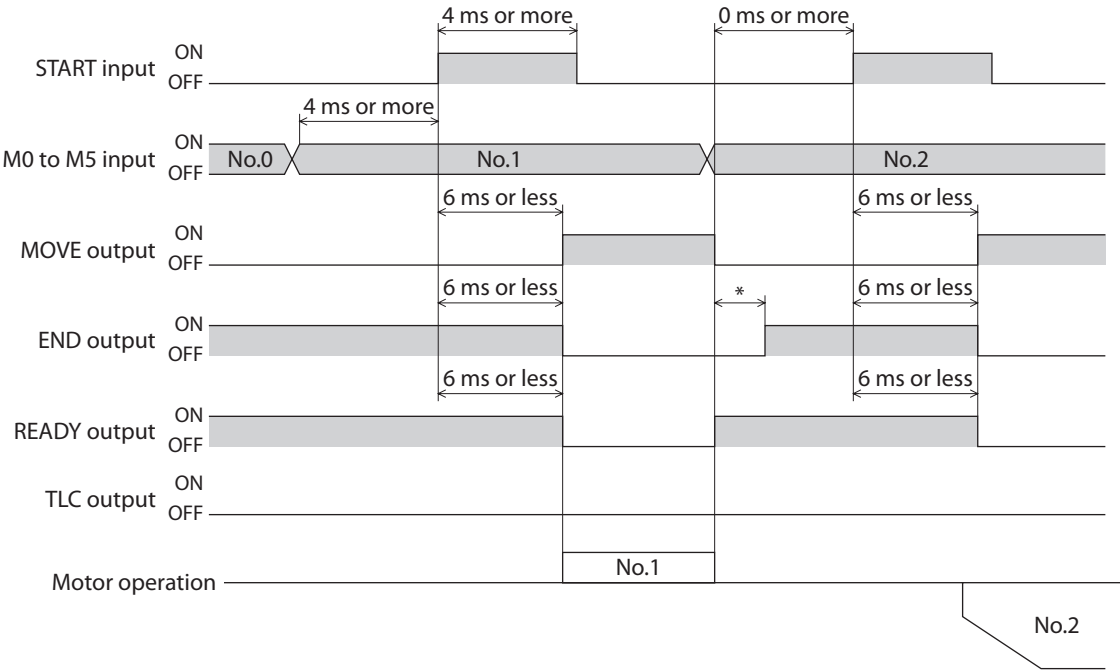 4 ms or more 0 ms or more
START input ON
OFF
4 ms or more
M0 to M5 input ON
OFF
No.0 No.1 No.2
6 ms or less 6 ms or less
MOVE output ON
OFF
6 ms or less * 6 ms or less
END output ON
OFF
6 ms or less 6 ms or less
READY output ON
OFF
TLC output ON
OFF
Motor operation No.1
No.2